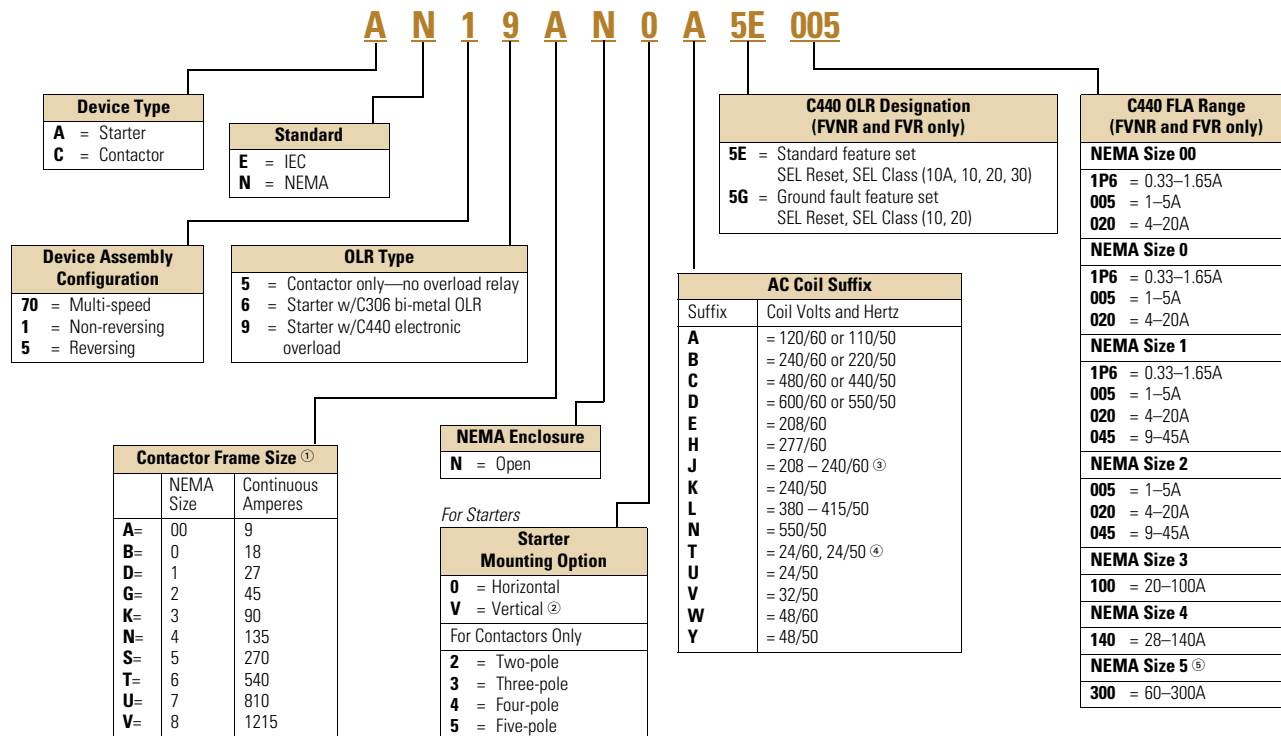 A N 1 9 A N 0 A 5E 005
Device Type
A = Starter
C = Contactor
Standard
E = IEC
N = NEMA
Device Assembly
Configuration
70 = Multi-speed
1 = Non-reversing
5 = Reversing
OLR Type
5 = Contactor only—no overload relay
6 = Starter w/C306 bi-metal OLR
9 = Starter w/C440 electronic
overload
Contactor Frame Size ①
NEMA
Size
Continuous
Amperes
A= 00 9
B= 0 18
D= 1 27
G= 2 45
K= 3 90
N= 4 135
S= 5 270
T= 6 540
U= 7 810
V= 8 1215
NEMA Enclosure
N = Open
For Starters
Starter
Mounting Option
0 = Horizontal
V = Vertical ②
For Contactors Only
2 = Two-pole
3 = Three-pole
4 = Four-pole
5 = Five-pole
AC Coil Suffix
Suffix Coil Volts and Hertz
A = 120/60 or 110/50
B = 240/60 or 220/50
C = 480/60 or 440/50
D = 600/60 or 550/50
E = 208/60
H = 277/60
J = 208 – 240/60 ③
K = 240/50
L = 380 – 415/50
N = 550/50
T = 24/60, 24/50 ④
U = 24/50
V = 32/50
W = 48/60
Y = 48/50
C440 OLR Designation
(FVNR and FVR only)
5E = Standard feature set
SEL Reset, SEL Class (10A, 10, 20, 30)
5G = Ground fault feature set
SEL Reset, SEL Class (10, 20)
C440 FLA Range
(FVNR and FVR only)
NEMA Size 00
1P6 = 0.33–1.65A
005 = 1–5A
020 = 4–20A
NEMA Size 0
1P6 = 0.33–1.65A
005 = 1–5A
020 = 4–20A
NEMA Size 1
1P6 = 0.33–1.65A
005 = 1–5A
020 = 4–20A
045 = 9–45A
NEMA Size 2
005 = 1–5A
020 = 4–20A
045 = 9–45A
NEMA Size 3
100 = 20–100A
NEMA Size 4
140 = 28–140A
NEMA Size 5 ⑤
300 = 60–300A